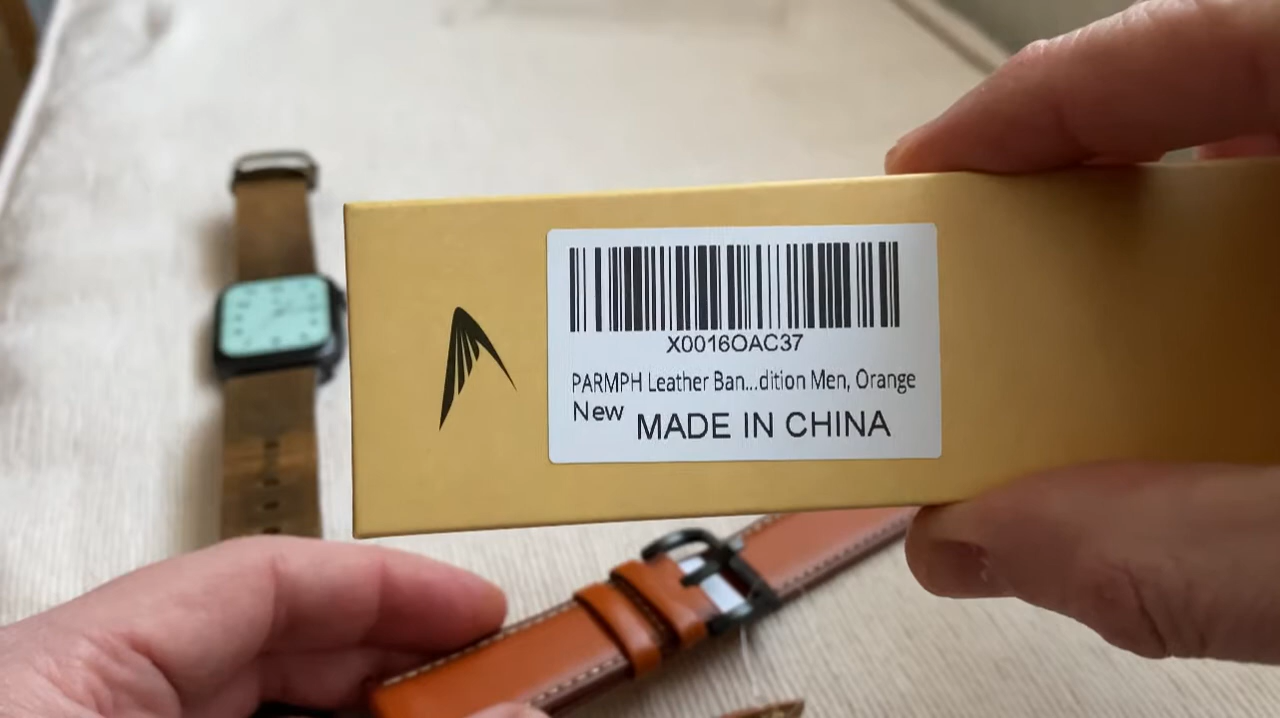 X0016OAC37
PARMPH Leather Ban...dition Men, Orange
New
MADE IN CHINA